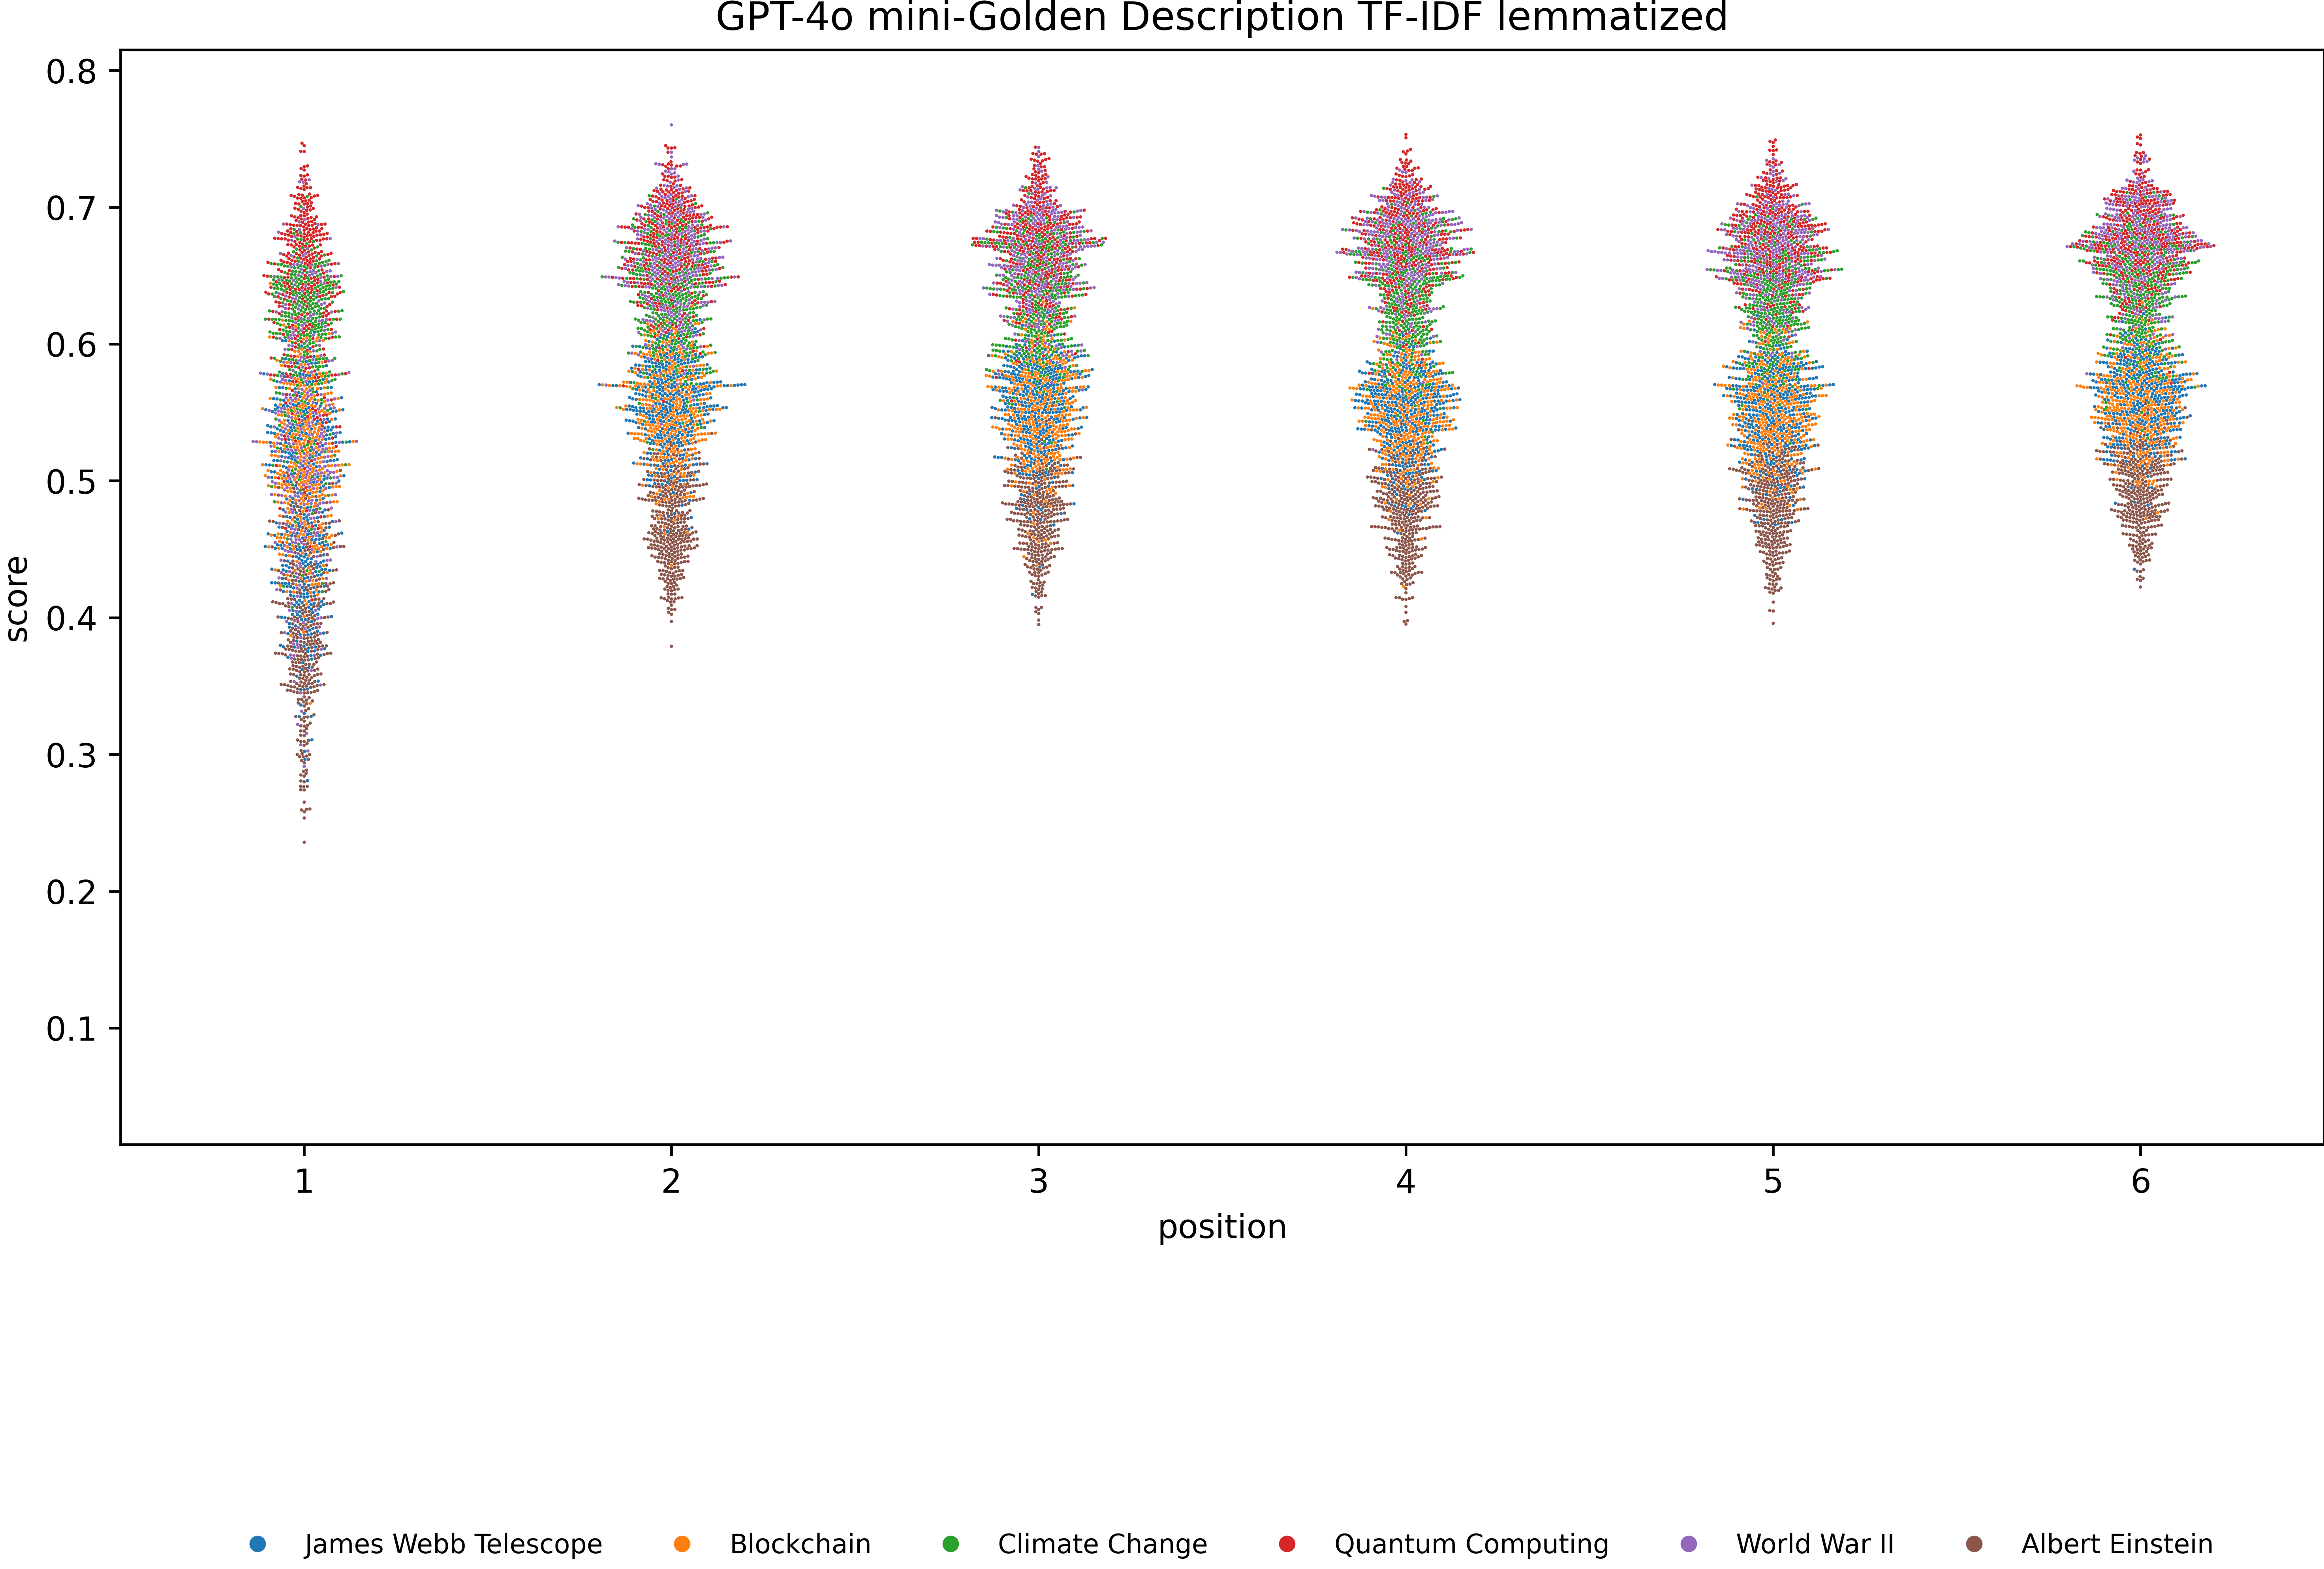 GPT-4o mini-Golden Description TF-IDF lemmatized
0.8
0.7
0.6
0.5
0.4
0.3
0.2
0.1
score
1 2 3 4 5 6
position
James Webb Telescope Blockchain Climate Change Quantum Computing World War II Albert Einstein